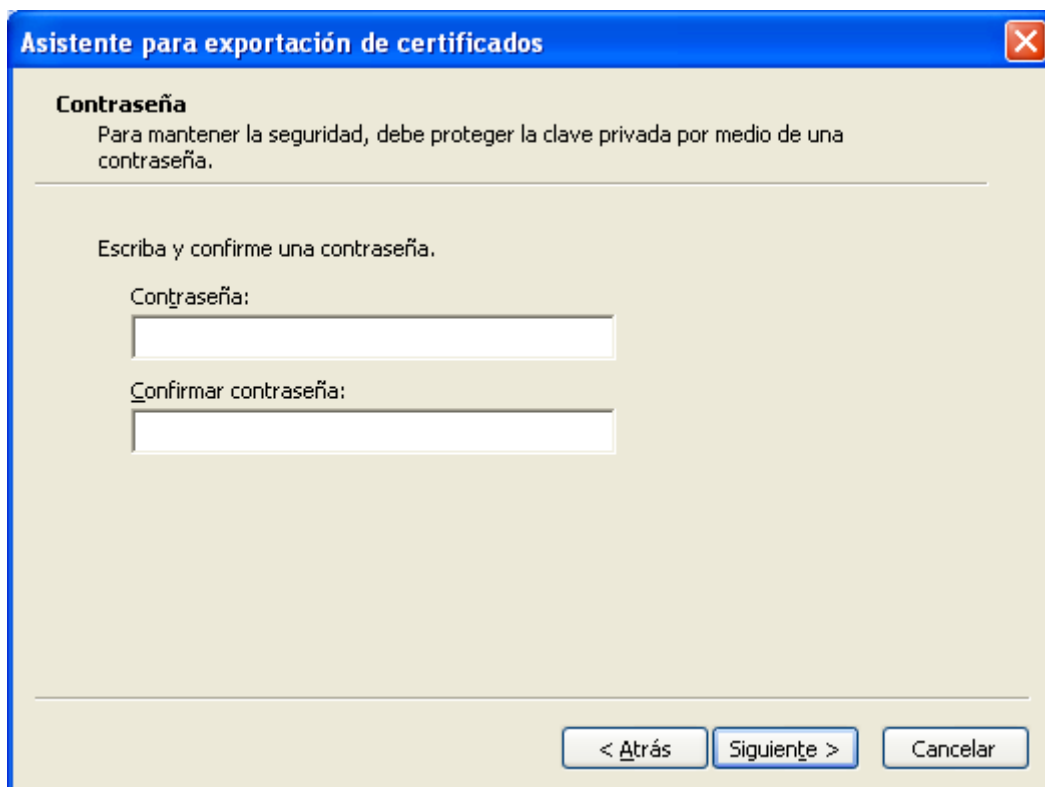 Asistente para exportación de certificados
Contraseña
Para mantener la seguridad, debe proteger la clave privada por medio de una
contraseña.
Escriba y confirme una contraseña.
Contraseña:
Confirmar contraseña:
< Atrás Siguiente > Cancelar